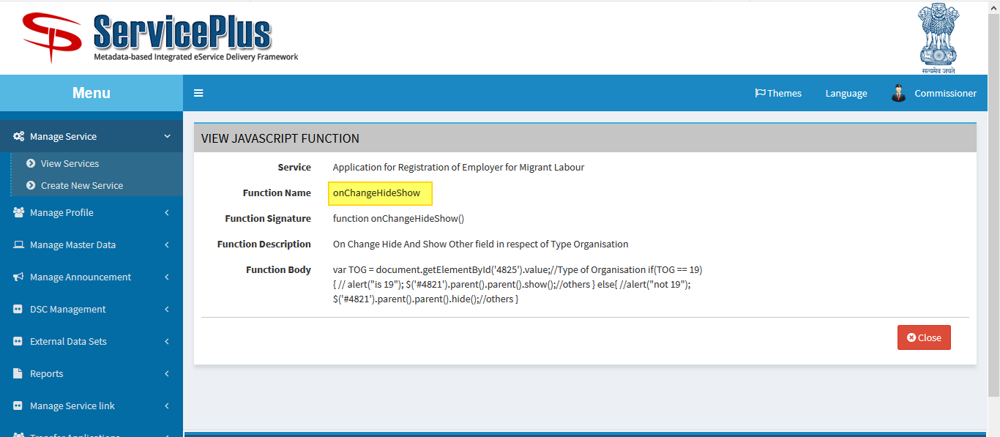 ServicePlus
Metadata-based Integrated eService Delivery Framework
सत्यमेव जयते
Menu
Themes
Language
Commissioner
Manage Service
View Services
Create New Service
Manage Profile
Manage Master Data
Manage Announcement
DSC Management
External Data Sets
Reports
Manage Service link
Transfer Applications
VIEW JAVASCRIPT FUNCTION
Service Application for Registration of Employer for Migrant Labour
Function Name onChangeHideShow
Function Signature function onChangeHideShow()
Function Description On Change Hide And Show Other field in respect of Type Organisation
Function Body var TOG = document.getElementById('4825').value;//Type of Organisation if(TOG == 19)
{ // alert("is 19"); $('#4821').parent().parent().show();//others } else{ //alert("not 19");
$('#4821').parent().parent().hide();//others }
Close